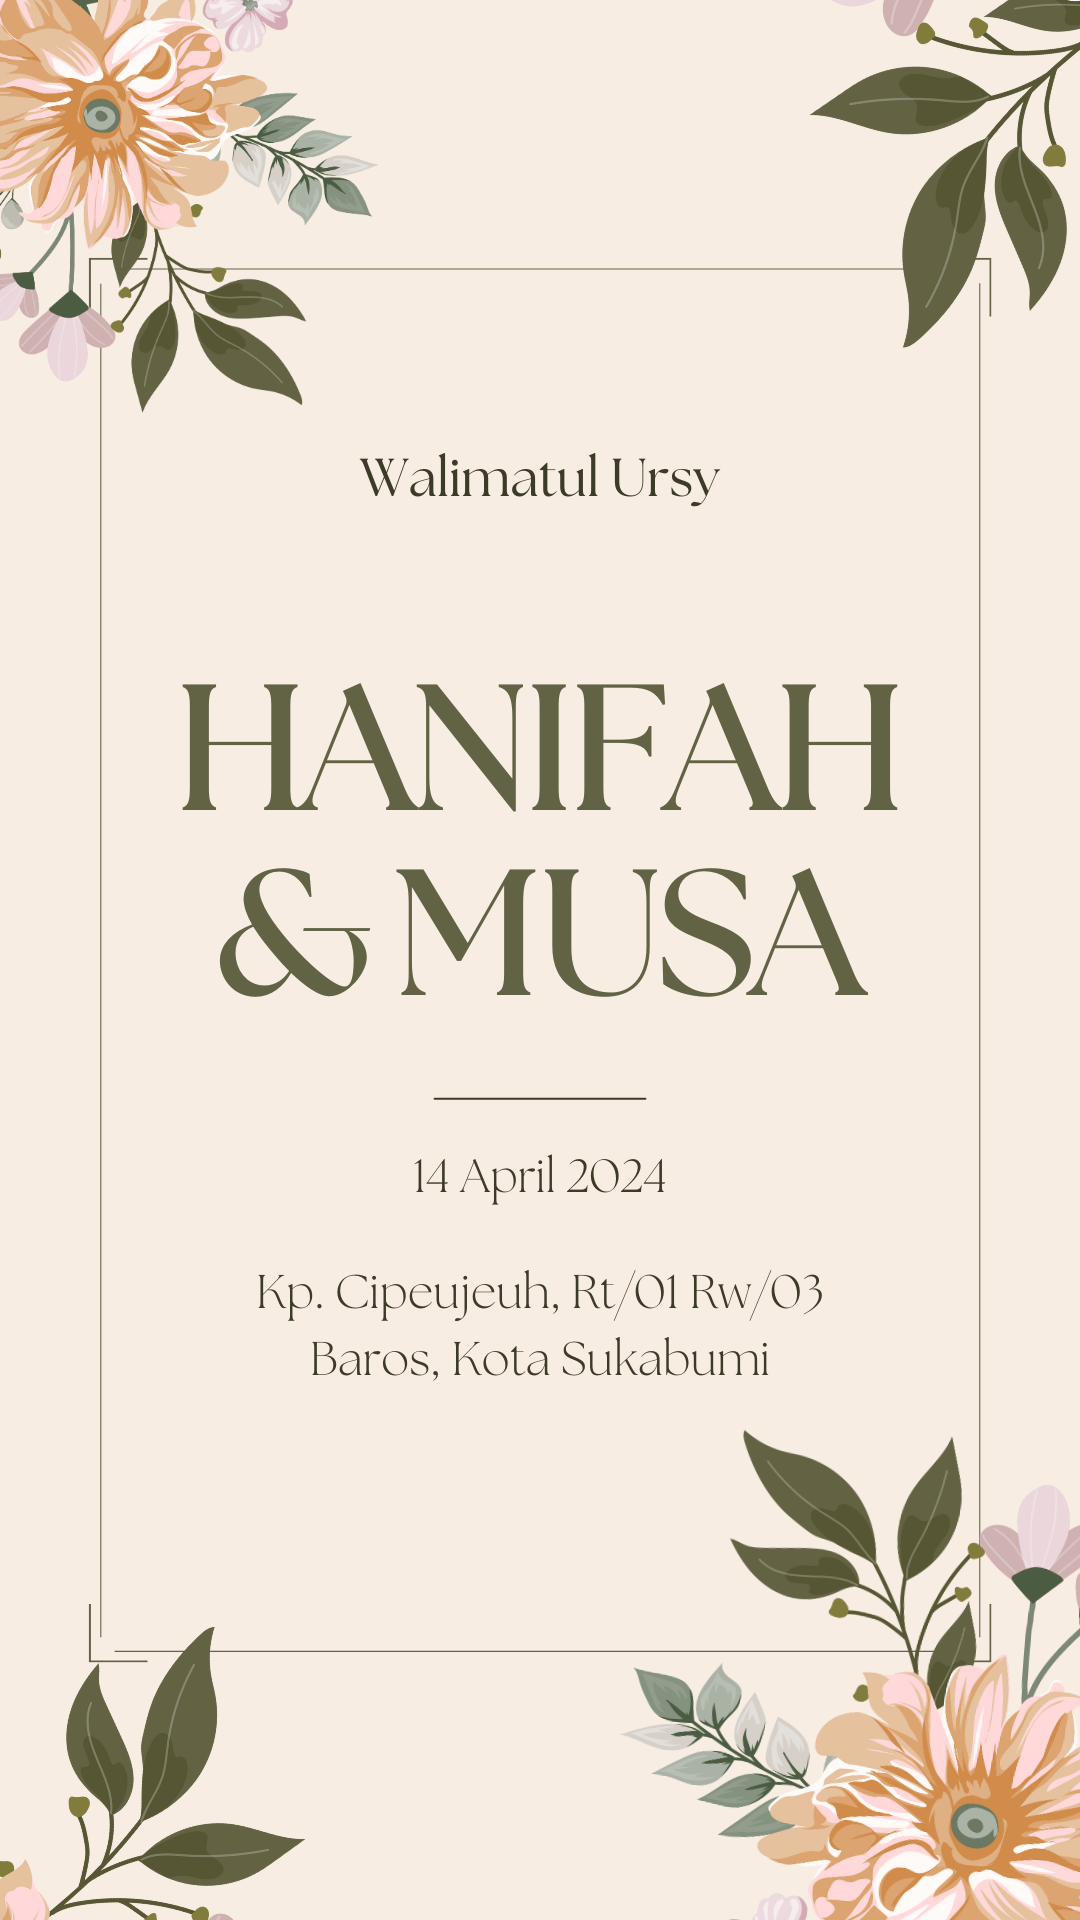 Walimatul Ursy
HANIFAH
& MUSA
14 April 2024
Kp. Cipeujeuh, Rt/01 Rw/03
Baros, Kota Sukabumi